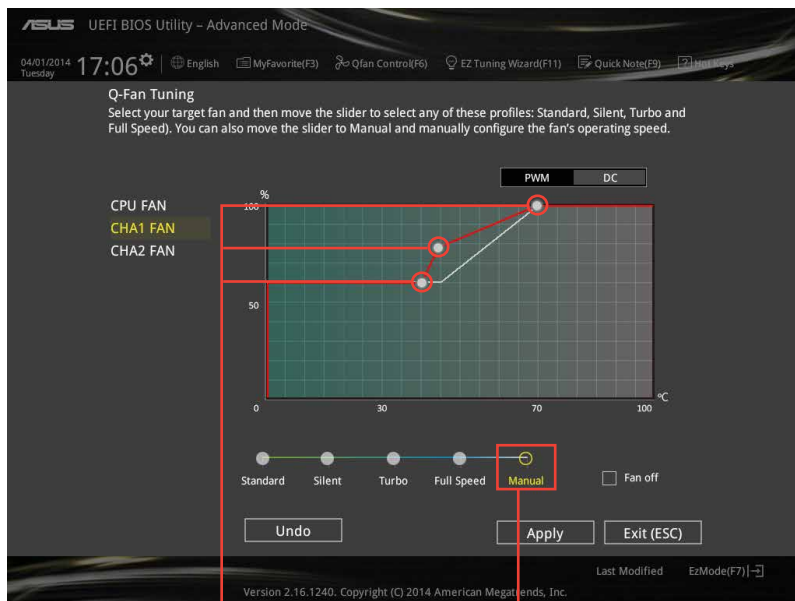 ASUS UEFI BIOS Utility – Advanced Mode
04/01/2014
Tuesday
17:06
English
MyFavorite(F3)
Qfan Control(F6)
EZ Tuning Wizard(F11)
Quick Note(F9)
? Hot Keys
Q-Fan Tuning
Select your target fan and then move the slider to select any of these profiles: Standard, Silent, Turbo and
Full Speed). You can also move the slider to Manual and manually configure the fan's operating speed.
PWM DC
CPU FAN
CHA1 FAN
CHA2 FAN
%
100
50
0 30 70 100
ºC
Standard Silent Turbo Full Speed Manual
Fan off
Undo Apply Exit (ESC)
Last Modified EzMode(F7)
Version 2.16.1240. Copyright (C) 2014 American Megatrends, Inc.